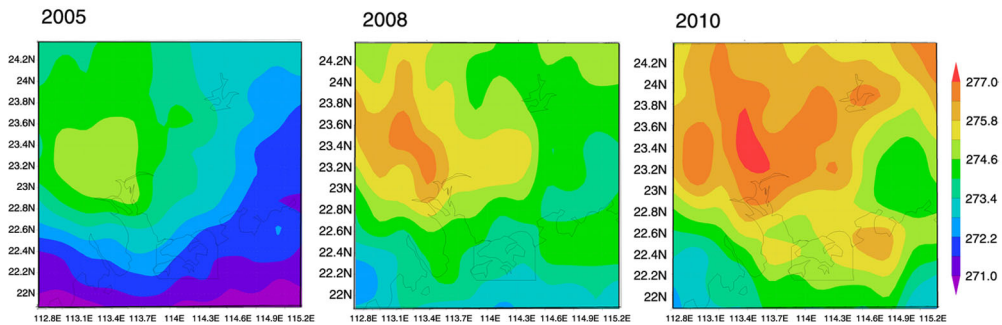 2005
2008
2010
24.2N
24N
23.8N
23.6N
23.4N
23.2N
23N
22.8N
22.6N
22.4N
22.2N
22N
112.8E 113.1E 113.4E 113.7E 114E 114.3E 114.6E 114.9E 115.2E
24.2N
24N
23.8N
23.6N
23.4N
23.2N
23N
22.8N
22.6N
22.4N
22.2N
22N
112.8E 113.1E 113.4E 113.7E 114E 114.3E 114.6E 114.9E 115.2E
24.2N
24N
23.8N
23.6N
23.4N
23.2N
23N
22.8N
22.6N
22.4N
22.2N
22N
112.8E 113.1E 113.4E 113.7E 114E 114.3E 114.6E 114.9E 115.2E
277.0
275.8
274.6
273.4
272.2
271.0